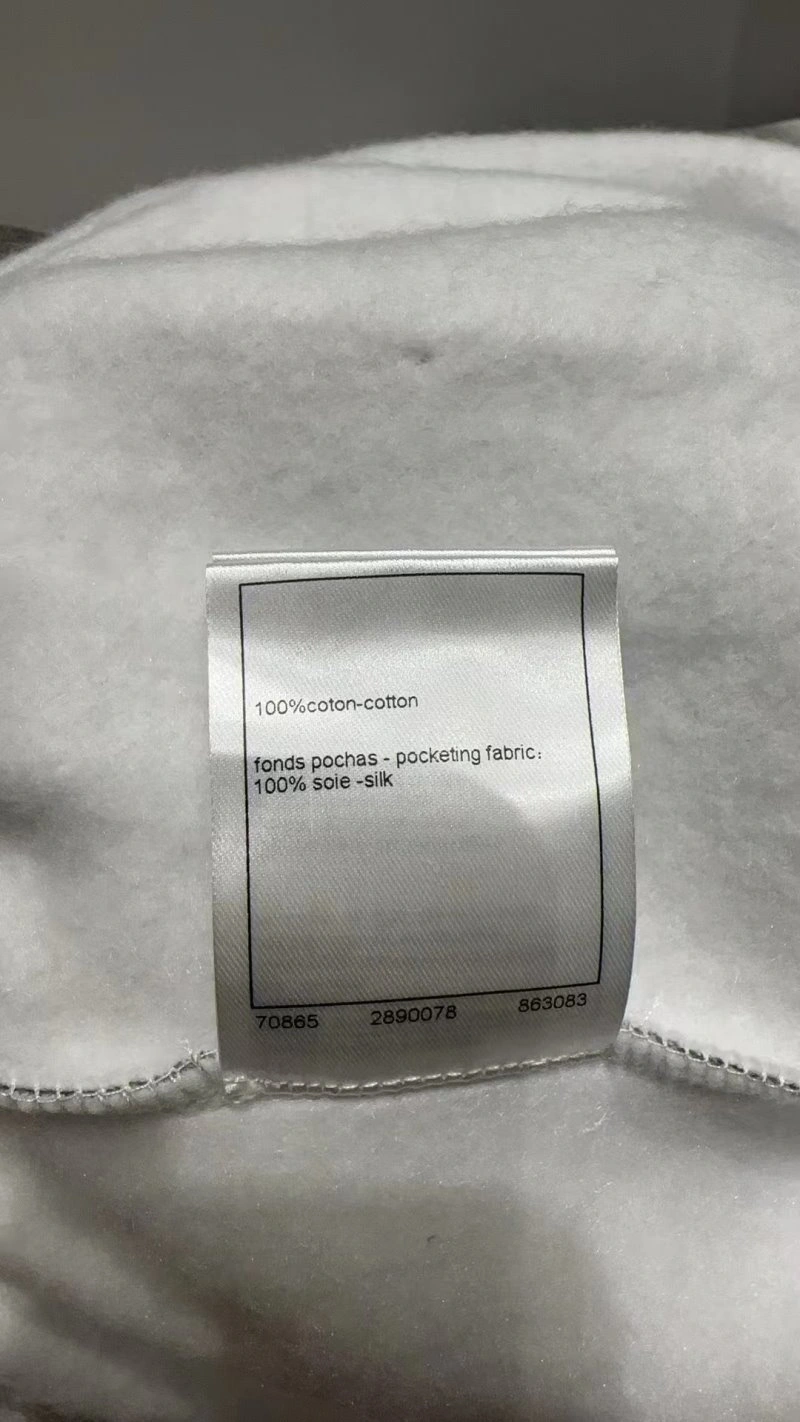 100%coton-cotton
fonds pochas - pocketing fabric:
100% soie -silk
70865 2890078 863083